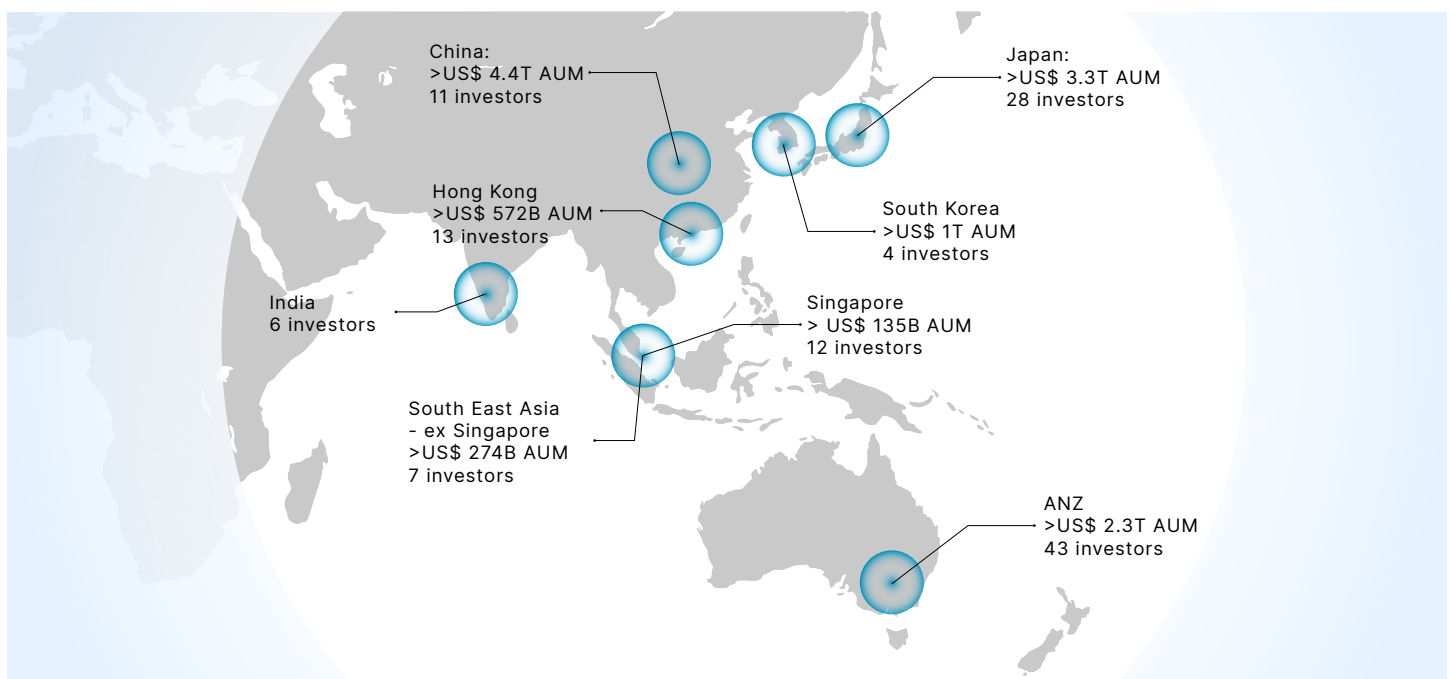 China:
>US$ 4.4T AUM
11 investors
Japan:
>US$ 3.3T AUM
28 investors
Hong Kong
>US$ 572B AUM
13 investors
South Korea
>US$ 1T AUM
4 investors
India
6 investors
Singapore
> US$ 135B AUM
12 investors
South East Asia
- ex Singapore
>US$ 274B AUM
7 investors
ANZ
>US$ 2.3T AUM
43 investors